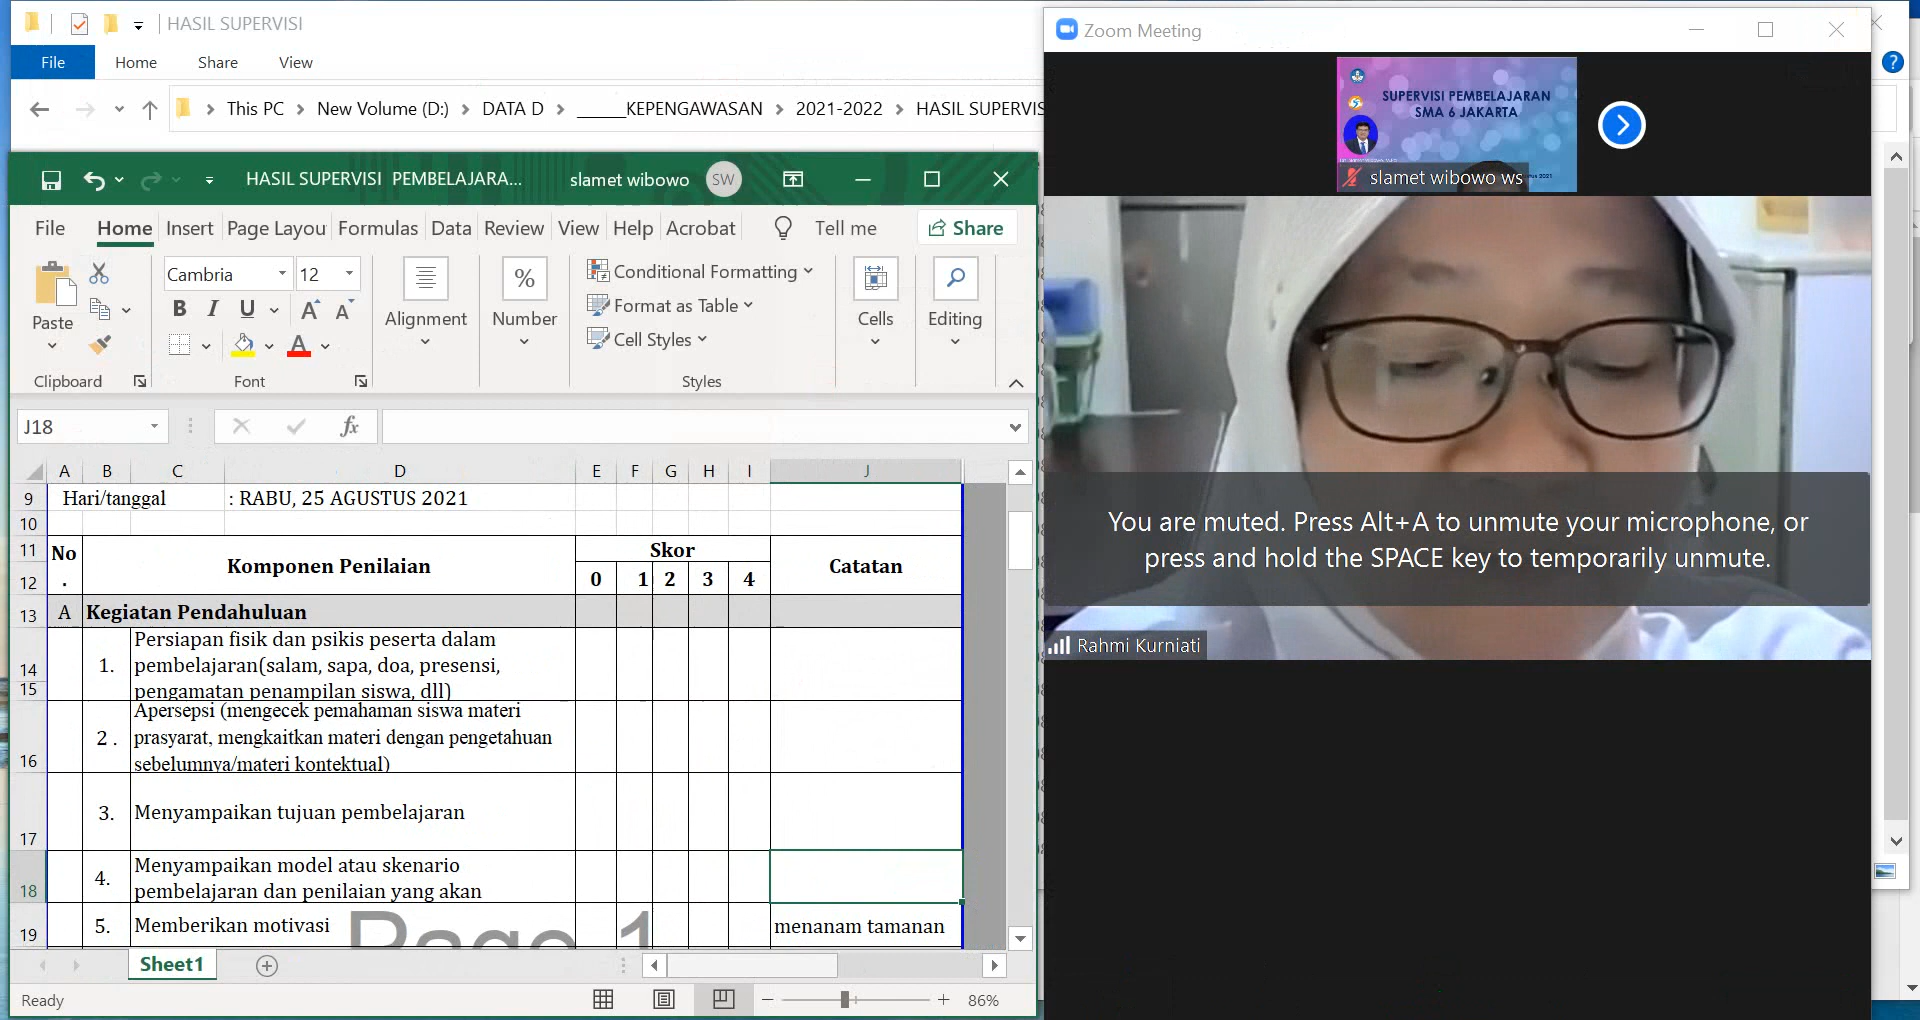 HASIL SUPERVISI
File Home Share View
This PC > New Volume (D:) > DATA D > ______KEPENGAWASAN > 2021-2022 > HASIL SUPERVIS
HASIL SUPERVISI PEMBELAJARA... slamet wibowo SW
File Home Insert Page Layou Formulas Data Review View Help Acrobat Tell me Share
Paste
Clipboard
Cambria 12
B I U A A
A
Font
Alignment
%
Number
Conditional Formatting
Format as Table
Cell Styles
Styles
Cells
Editing
J18 fx
A B C D E F G H I J
9 Hari/tanggal : RABU, 25 AGUSTUS 2021
10
11 No Komponen Penilaian Skor Catatan
12 . 0 1 2 3 4
13 A Kegiatan Pendahuluan
14 1. Persiapan fisik dan psikis peserta dalam
pembelajaran(salam, sapa, doa, presensi,
15 pengamatan penampilan siswa, dll)
16 2 . Apersepsi (mengecek pemahaman siswa materi
prasyarat, mengkaitkan materi dengan pengetahuan
sebelumnya/materi kontektual)
17 3. Menyampaikan tujuan pembelajaran
18 4. Menyampaikan model atau skenario
pembelajaran dan penilaian yang akan
19 5. Memberikan motivasi menanam tamanan
Page 1
Sheet1
Ready 86%
Zoom Meeting
?
SUPERVISI PEMBELAJARAN
SMA 6 JAKARTA
slamet wibowo ws
You are muted. Press Alt+A to unmute your microphone, or
press and hold the SPACE key to temporarily unmute.
Rahmi Kurniati